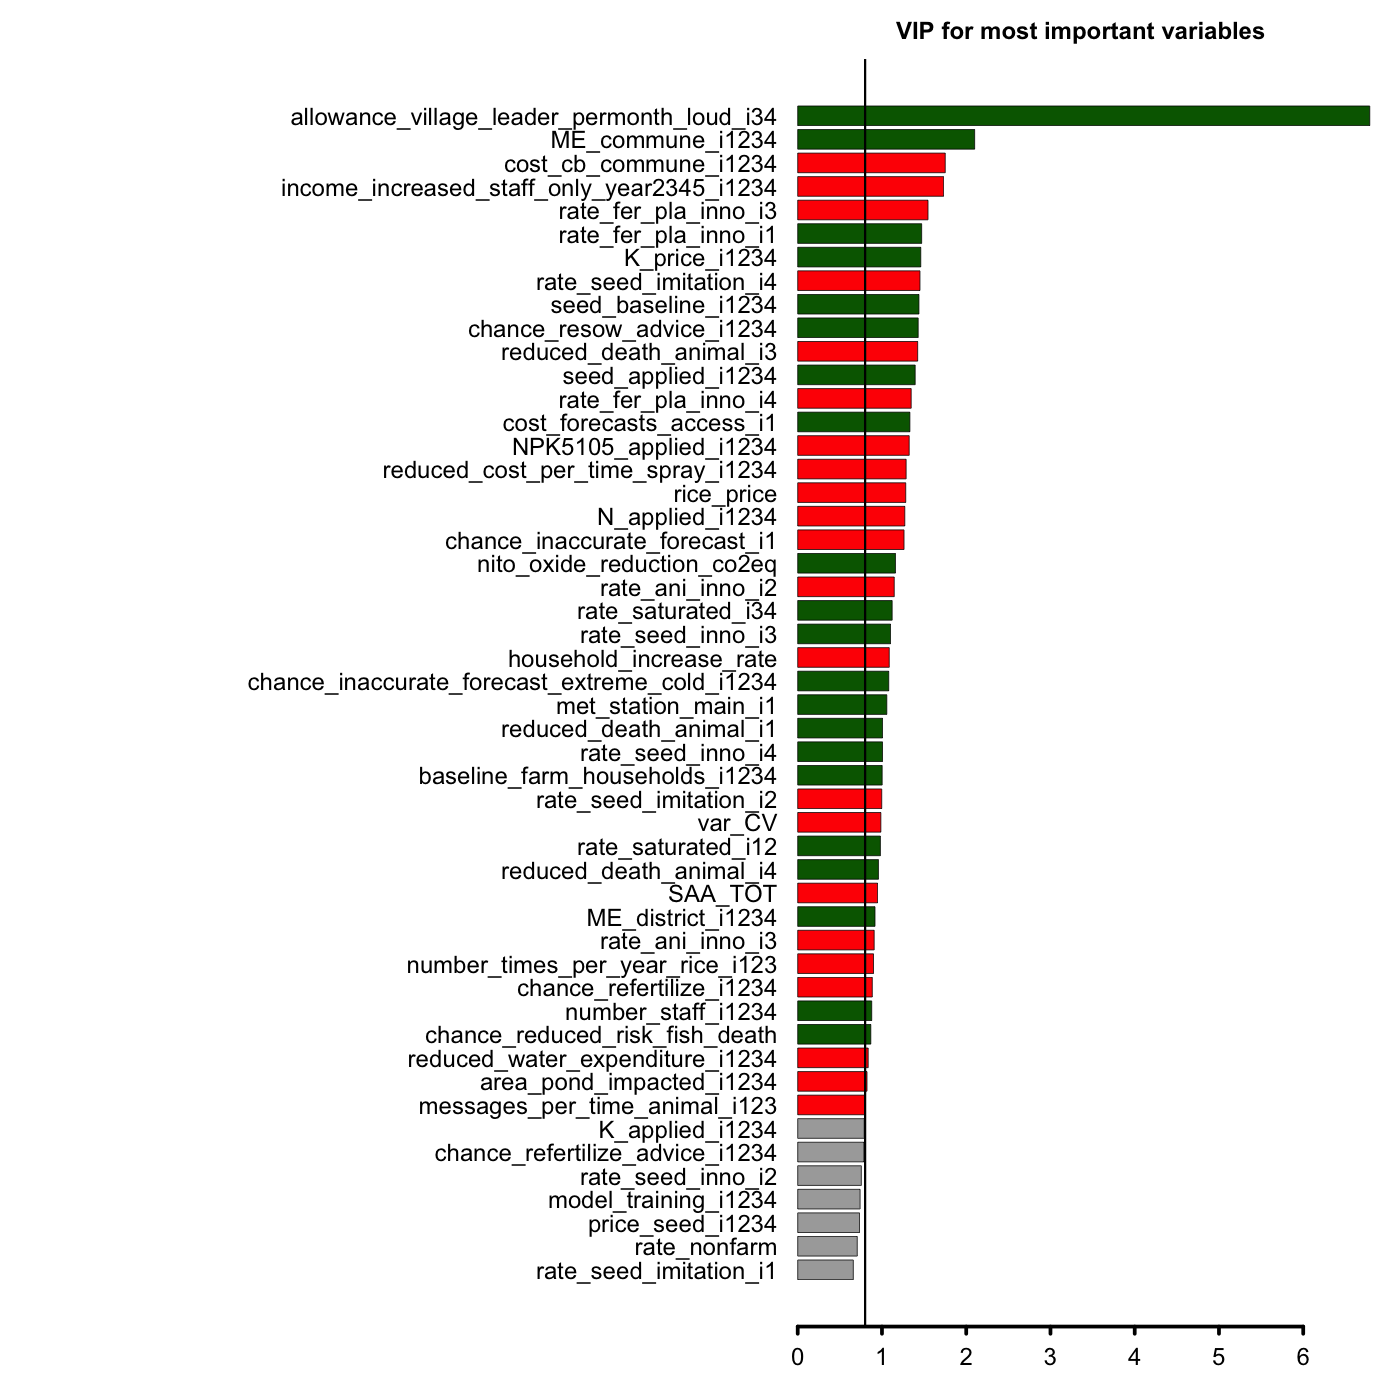 VIP for most important variables
allowance_village_leader_permonth_loud_i34
ME_commune_i1234
cost_cb_commune_i1234
income_increased_staff_only_year2345_i1234
rate_fer_pla_inno_i3
rate_fer_pla_inno_i1
K_price_i1234
rate_seed_imitation_i4
seed_baseline_i1234
chance_resow_advice_i1234
reduced_death_animal_i3
seed_applied_i1234
rate_fer_pla_inno_i4
cost_forecasts_access_i1
NPK5105_applied_i1234
reduced_cost_per_time_spray_i1234
rice_price
N_applied_i1234
chance_inaccurate_forecast_i1
nito_oxide_reduction_co2eq
rate_ani_inno_i2
rate_saturated_i34
rate_seed_inno_i3
household_increase_rate
chance_inaccurate_forecast_extreme_cold_i1234
met_station_main_i1
reduced_death_animal_i1
rate_seed_inno_i4
baseline_farm_households_i1234
rate_seed_imitation_i2
var_CV
rate_saturated_i12
reduced_death_animal_i4
SAA_TOT
ME_district_i1234
rate_ani_inno_i3
number_times_per_year_rice_i123
chance_refertilize_i1234
number_staff_i1234
chance_reduced_risk_fish_death
reduced_water_expenditure_i1234
area_pond_impacted_i1234
messages_per_time_animal_i123
K_applied_i1234
chance_refertilize_advice_i1234
rate_seed_inno_i2
model_training_i1234
price_seed_i1234
rate_nonfarm
rate_seed_imitation_i1
0 1 2 3 4 5 6